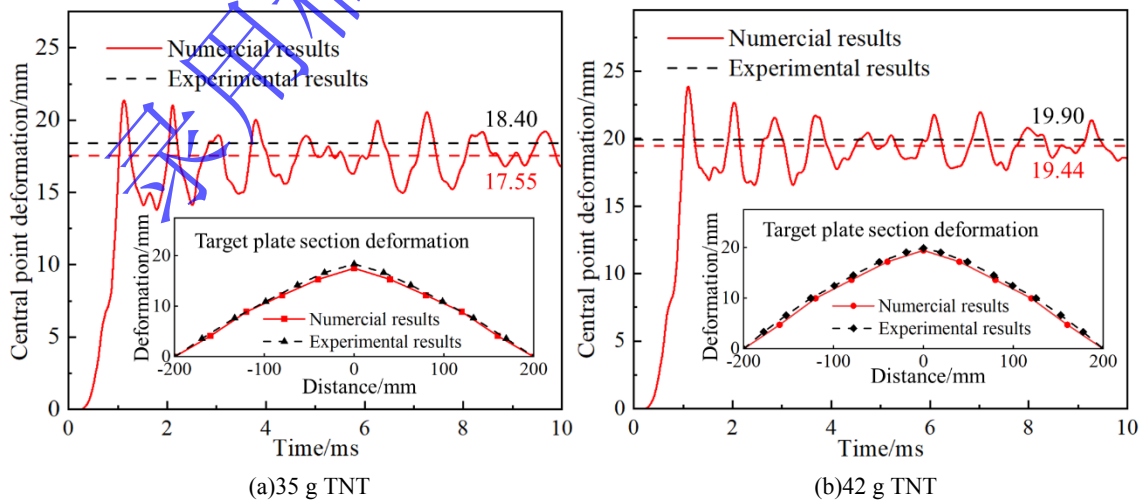 25
20
15
10
5
0
Central point deformation/mm
Numercial results
Experimental results
18.40
17.55
Target plate section deformation
20
10
0
Deformation/mm
Numercial results
Experimental results
-200 -100 0 100 200
Distance/mm
0 2 4 6 8 10
Time/ms
(a)35 g TNT
25
20
15
10
5
0
Central point deformation/mm
Numercial results
Experimental results
19.90
19.44
Target plate section deformation
20
10
0
Deformation/mm
Numercial results
Experimental results
-200 -100 0 100 200
Distance/mm
0 2 4 6 8 10
Time/ms
(b)42 g TNT